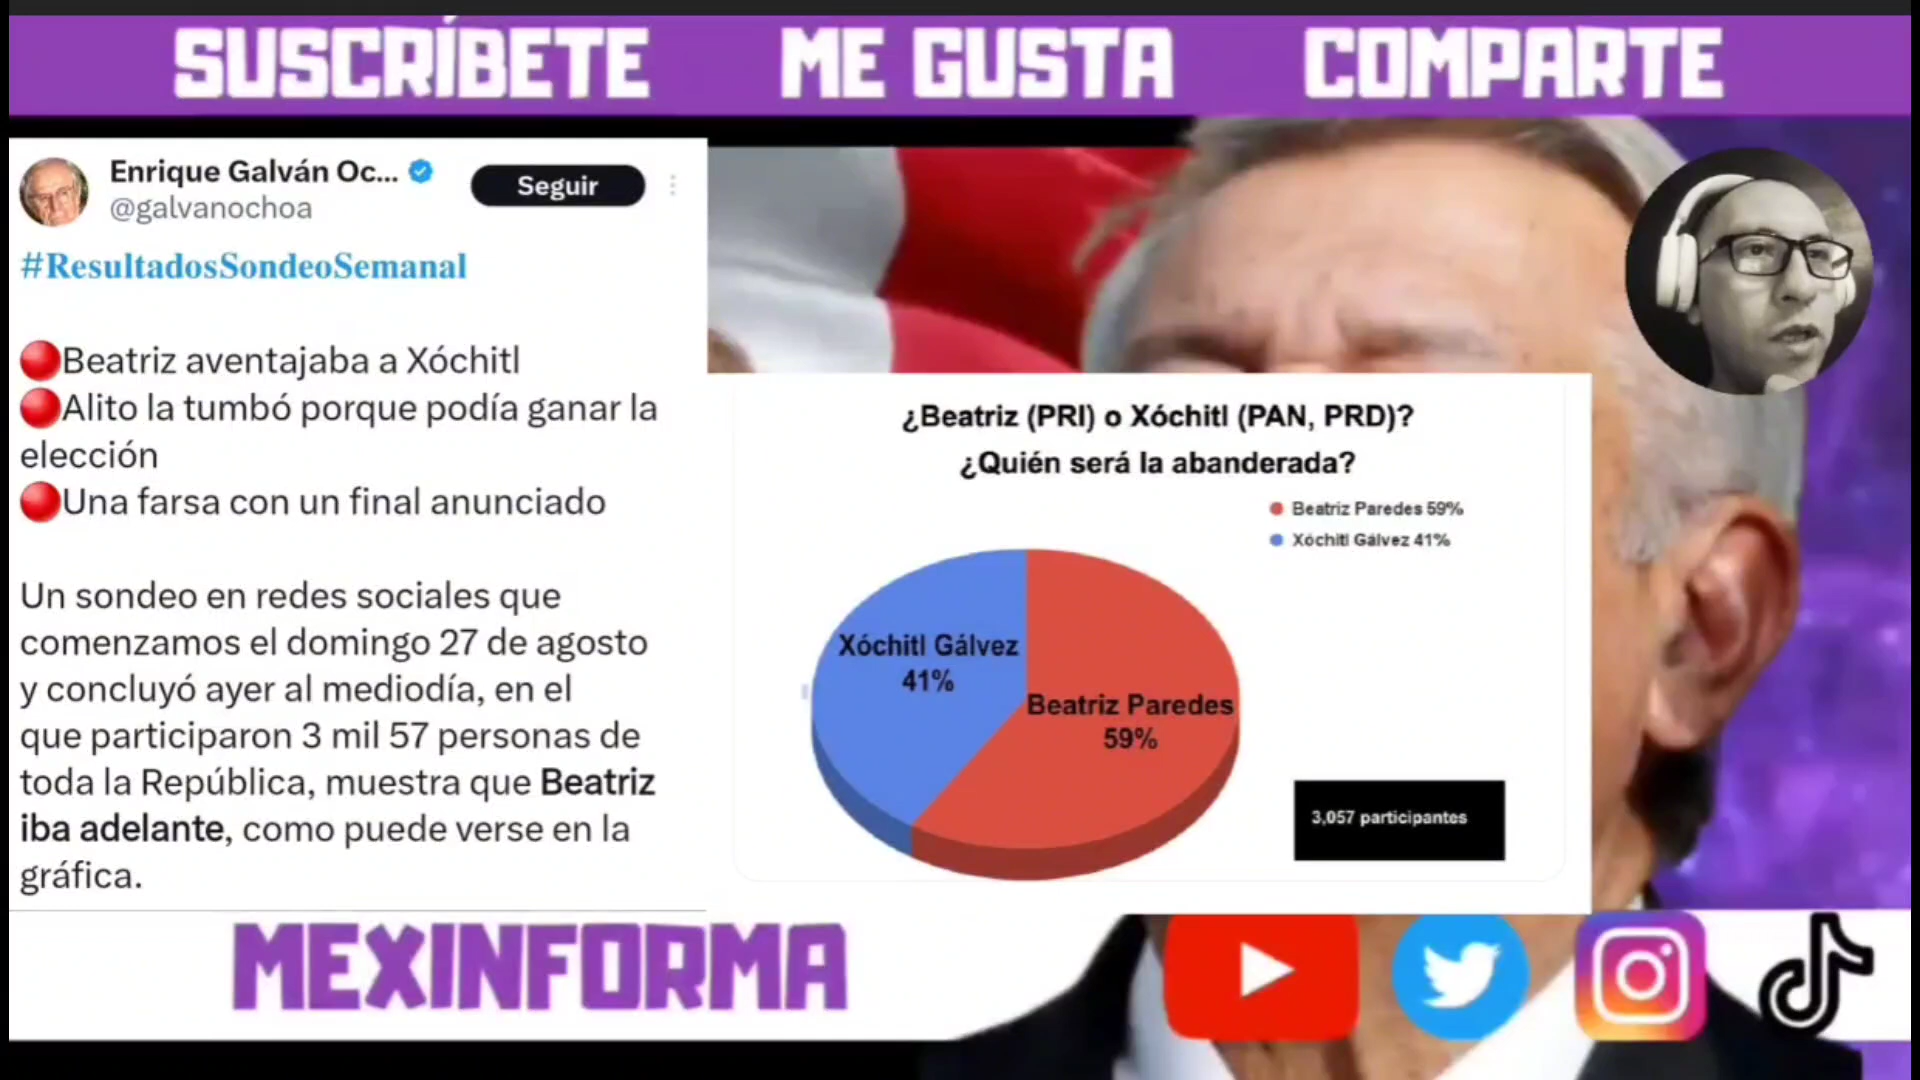 SUSCRÍBETE ME GUSTA COMPARTE
Enrique Galván Oc...
@galvanochoa
Seguir
#ResultadosSondeoSemanal
🔴Beatriz aventajaba a Xóchitl
🔴Alito la tumbó porque podía ganar la
elección
🔴Una farsa con un final anunciado
Un sondeo en redes sociales que
comenzamos el domingo 27 de agosto
y concluyó ayer al mediodía, en el
que participaron 3 mil 57 personas de
toda la República, muestra que Beatriz
iba adelante, como puede verse en la
gráfica.
¿Beatriz (PRI) o Xóchitl (PAN, PRD)?
¿Quién será la abanderada?
Beatriz Paredes 59%
Xóchitl Gálvez 41%
Xóchitl Gálvez
41%
Beatriz Paredes
59%
3,057 participantes
MEXINFORMA